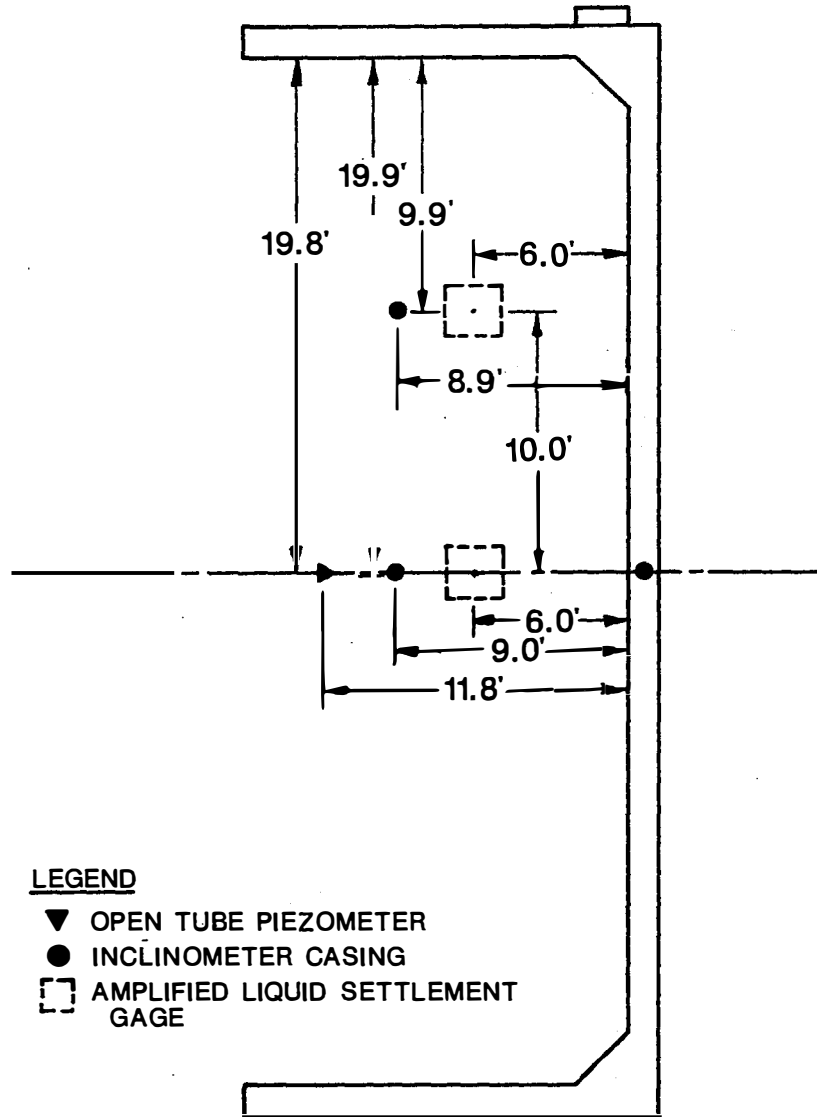 19.9'
9.9'
19.8'
6.0'
8.9'
10.0'
6.0'
9.0'
11.8'
LEGEND
OPEN TUBE PIEZOMETER
INCLINOMETER CASING
AMPLIFIED LIQUID SETTLEMENT
GAGE